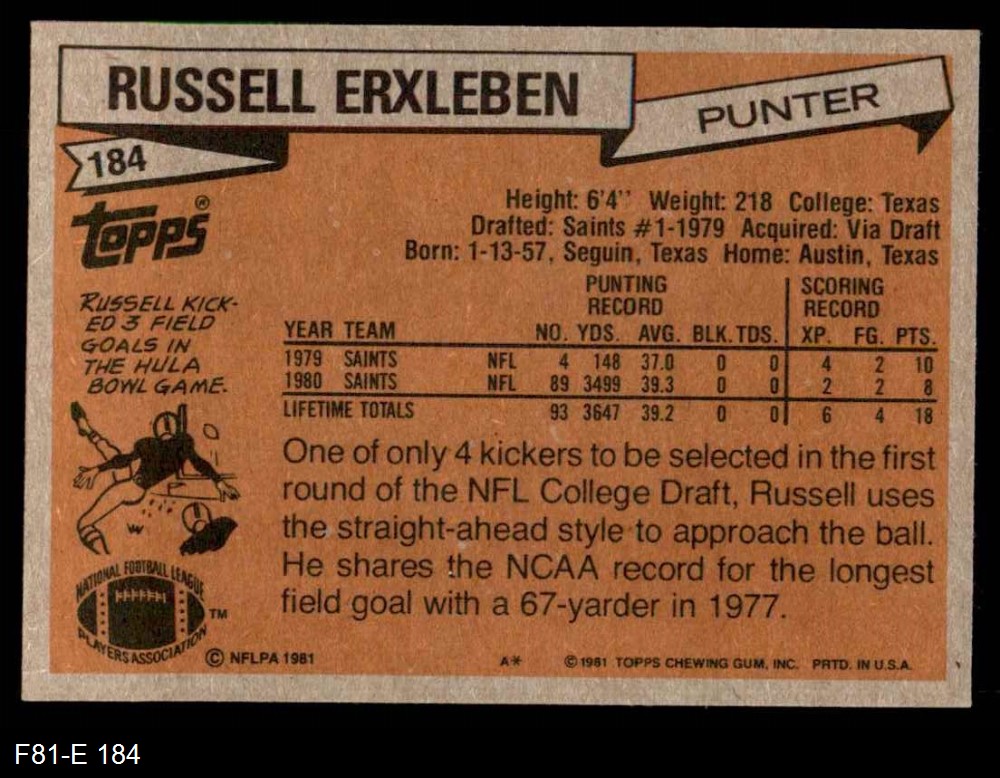 RUSSELL ERXLEBEN
PUNTER
184
TOPPS®
Height: 6'4'' Weight: 218 College: Texas
Drafted: Saints #1-1979 Acquired: Via Draft
Born: 1-13-57, Seguin, Texas Home: Austin, Texas
RUSSELL KICK-
ED 3 FIELD
GOALS IN
THE HULA
BOWL GAME.
PUNTING SCORING
RECORD RECORD
YEAR TEAM NO. YDS. AVG. BLK. TDS. XP. FG. PTS.
1979 SAINTS NFL 4 148 37.0 0 0 4 2 10
1980 SAINTS NFL 89 3499 39.3 0 0 2 2 8
LIFETIME TOTALS 93 3647 39.2 0 0 6 4 18
One of only 4 kickers to be selected in the first
round of the NFL College Draft, Russell uses
the straight-ahead style to approach the ball.
He shares the NCAA record for the longest
field goal with a 67-yarder in 1977.
NATIONAL FOOTBALL LEAGUE
PLAYERS ASSOCIATION
TM
© NFLPA 1981
A*
© 1981 TOPPS CHEWING GUM, INC. PRTD. IN U.S.A.
F81-E 184